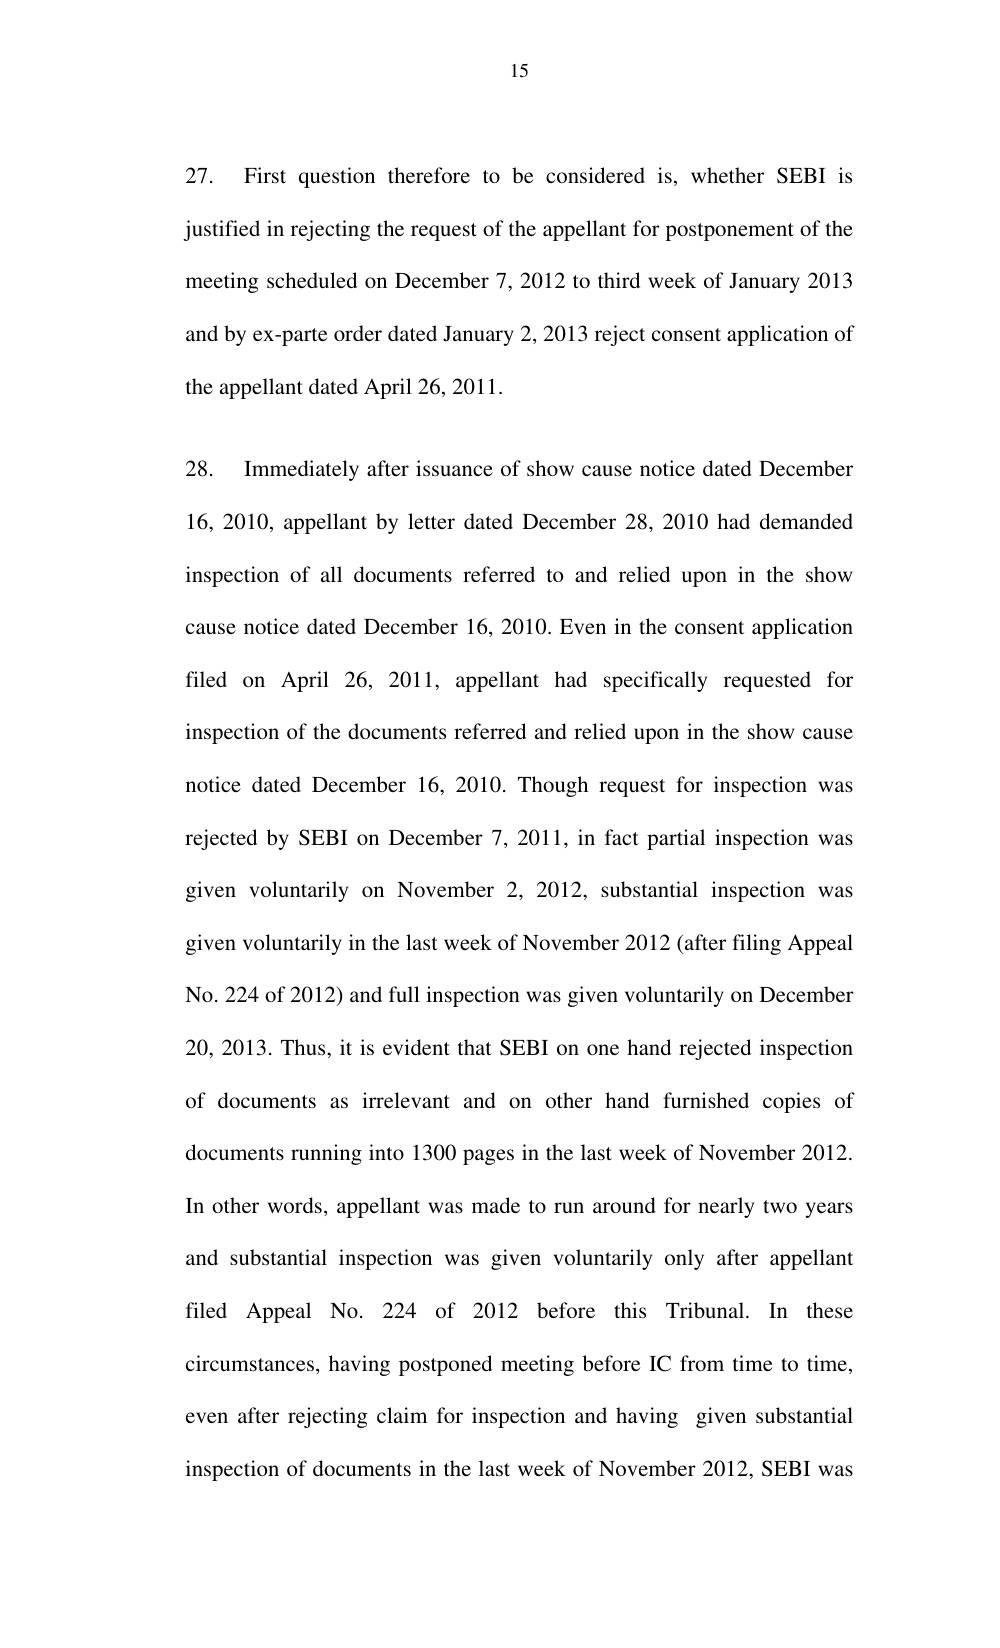 15
27. First question therefore to be considered is, whether SEBI is
justified in rejecting the request of the appellant for postponement of the
meeting scheduled on December 7, 2012 to third week of January 2013
and by ex-parte order dated January 2, 2013 reject consent application of
the appellant dated April 26, 2011.
28. Immediately after issuance of show cause notice dated December
16, 2010, appellant by letter dated December 28, 2010 had demanded
inspection of all documents referred to and relied upon in the show
cause notice dated December 16, 2010. Even in the consent application
filed on April 26, 2011, appellant had specifically requested for
inspection of the documents referred and relied upon in the show cause
notice dated December 16, 2010. Though request for inspection was
rejected by SEBI on December 7, 2011, in fact partial inspection was
given voluntarily on November 2, 2012, substantial inspection was
given voluntarily in the last week of November 2012 (after filing Appeal
No. 224 of 2012) and full inspection was given voluntarily on December
20, 2013. Thus, it is evident that SEBI on one hand rejected inspection
of documents as irrelevant and on other hand furnished copies of
documents running into 1300 pages in the last week of November 2012.
In other words, appellant was made to run around for nearly two years
and substantial inspection was given voluntarily only after appellant
filed Appeal No. 224 of 2012 before this Tribunal. In these
circumstances, having postponed meeting before IC from time to time,
even after rejecting claim for inspection and having given substantial
inspection of documents in the last week of November 2012, SEBI was